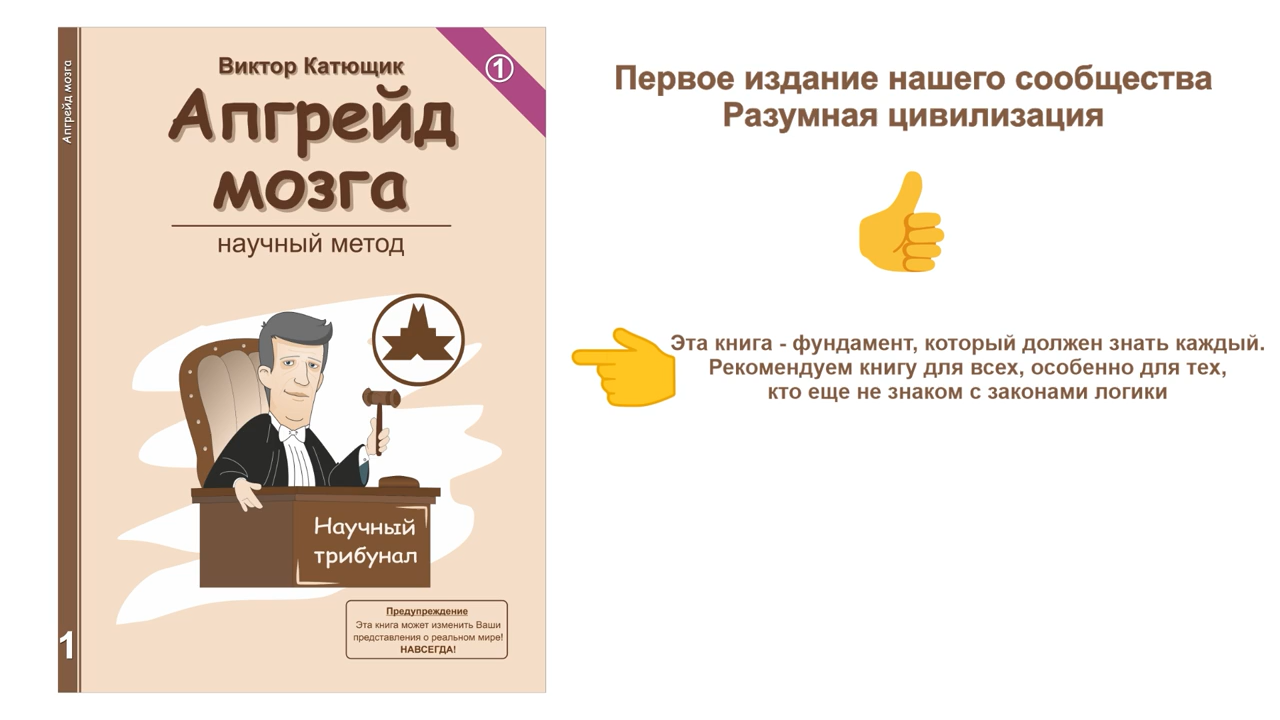 Апгрейд мозга
1
Виктор Катющик
1
Апгрейд
мозга
научный метод
Научный
трибунал
Предупреждение
Эта книга может изменить Ваши
представления о реальном мире!
НАВСЕГДА!
Первое издание нашего сообщества
Разумная цивилизация
Эта книга - фундамент, который должен знать каждый.
Рекомендуем книгу для всех, особенно для тех,
кто еще не знаком с законами логики